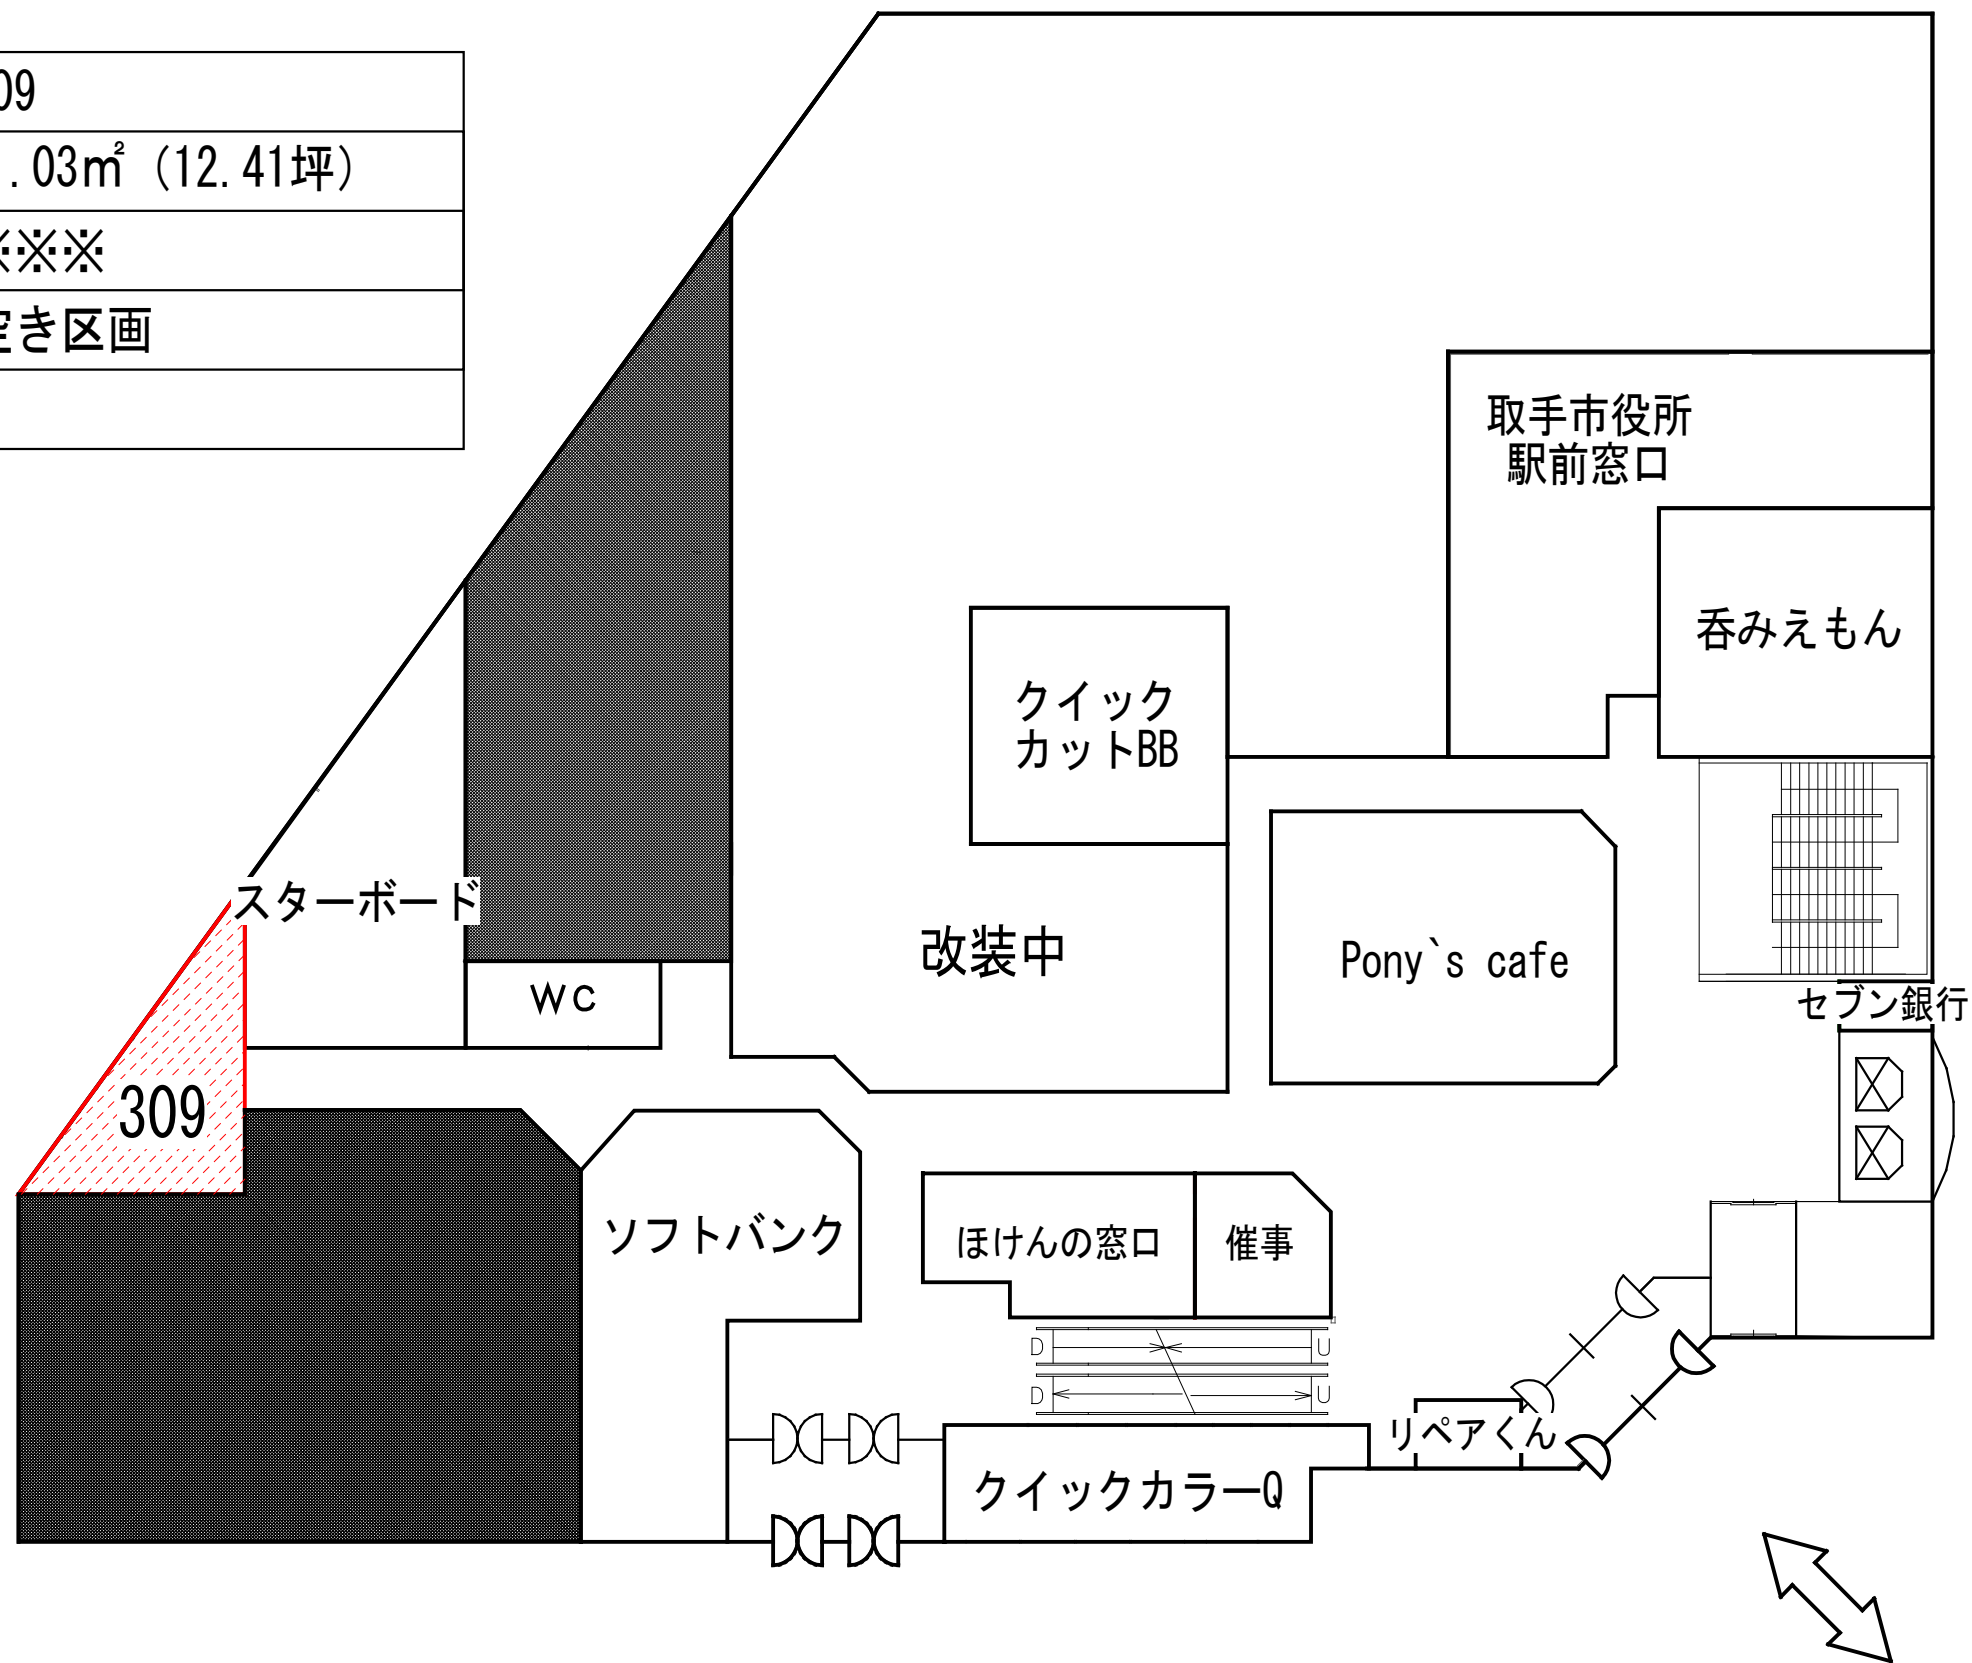 09
.03㎡（12.41坪）
※※※
空き区画
取手市役所
駅前窓口
呑みえもん
クイック
カットBB
スターボード
改装中
Pony`s cafe
WC
セブン銀行
309
ソフトバンク
ほけんの窓口
催事
D
U
D
U
リペアくん
クイックカラーQ